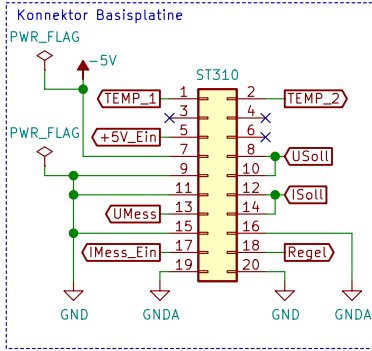 Konnektor Basisplatine
PWR_FLAG
-5V
ST310
TEMP_1 1 2 TEMP_2
3 4
+5V_Ein 5 6
PWR_FLAG
7 8 USoll
9 10
11 12 ISoll
UMess 13 14
15 16
IMess_Ein 17 18 Regel
19 20
GND GNDA GND GNDA